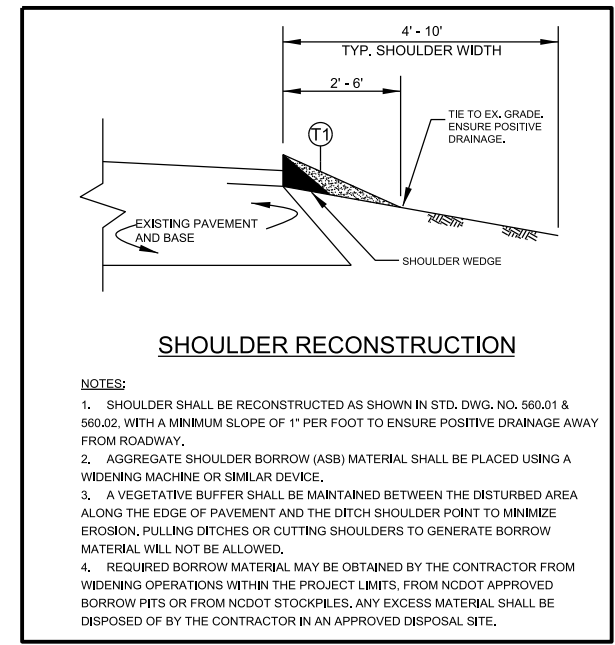 4' - 10'
TYP. SHOULDER WIDTH
2' - 6'
T1
TIE TO EX. GRADE.
ENSURE POSITIVE
DRAINAGE.
EXISTING PAVEMENT
AND BASE
SHOULDER WEDGE
SHOULDER RECONSTRUCTION
NOTES:
1. SHOULDER SHALL BE RECONSTRUCTED AS SHOWN IN STD. DWG. NO. 560.01 &
560.02, WITH A MINIMUM SLOPE OF 1" PER FOOT TO ENSURE POSITIVE DRAINAGE AWAY
FROM ROADWAY.
2. AGGREGATE SHOULDER BORROW (ASB) MATERIAL SHALL BE PLACED USING A
WIDENING MACHINE OR SIMILAR DEVICE.
3. A VEGETATIVE BUFFER SHALL BE MAINTAINED BETWEEN THE DISTURBED AREA
ALONG THE EDGE OF PAVEMENT AND THE DITCH SHOULDER POINT TO MINIMIZE
EROSION. PULLING DITCHES OR CUTTING SHOULDERS TO GENERATE BORROW
MATERIAL WILL NOT BE ALLOWED.
4. REQUIRED BORROW MATERIAL MAY BE OBTAINED BY THE CONTRACTOR FROM
WIDENING OPERATIONS WITHIN THE PROJECT LIMITS, FROM NCDOT APPROVED
BORROW PITS OR FROM NCDOT STOCKPILES. ANY EXCESS MATERIAL SHALL BE
DISPOSED OF BY THE CONTRACTOR IN AN APPROVED DISPOSAL SITE.